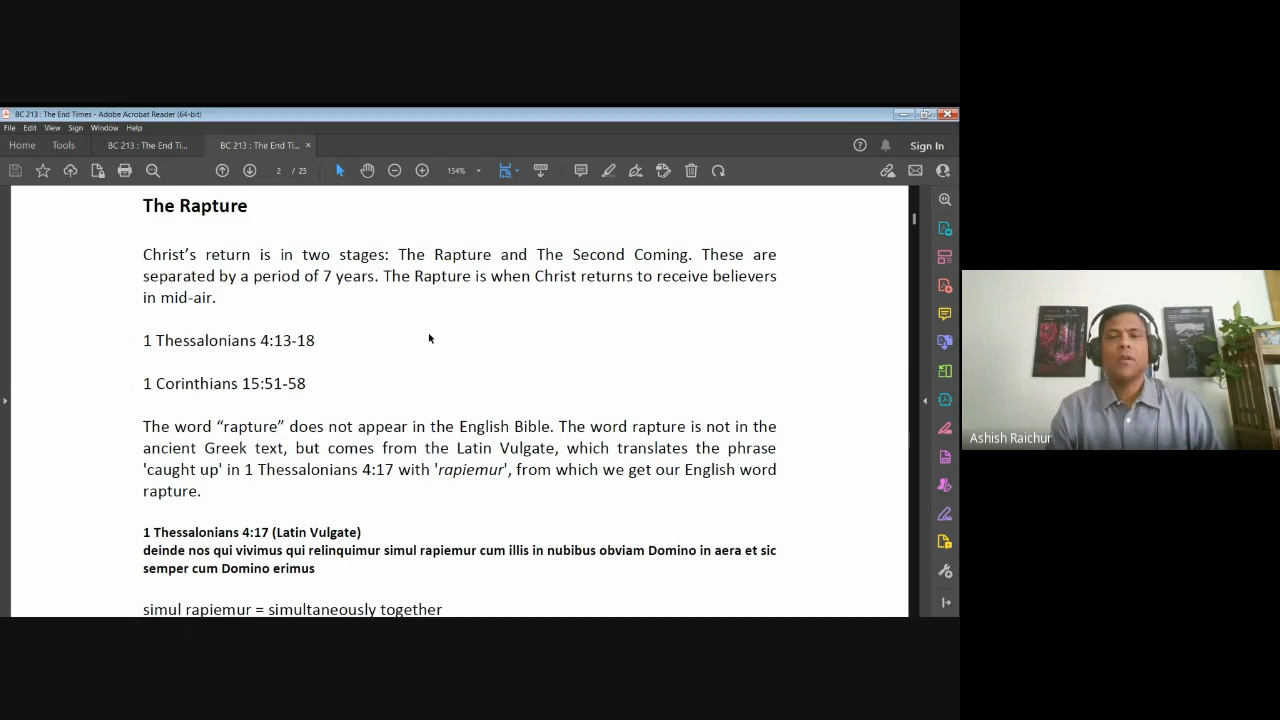 BC 213 : The End Times - Adobe Acrobat Reader (64-bit)
File Edit View Sign Window Help
Home Tools BC 213 : The End Ti... BC 213 : The End Ti... × Sign In
2 / 25 154%
The Rapture
Christ’s return is in two stages: The Rapture and The Second Coming. These are
separated by a period of 7 years. The Rapture is when Christ returns to receive believers
in mid-air.
1 Thessalonians 4:13-18
1 Corinthians 15:51-58
The word “rapture” does not appear in the English Bible. The word rapture is not in the
ancient Greek text, but comes from the Latin Vulgate, which translates the phrase
'caught up' in 1 Thessalonians 4:17 with 'rapiemur', from which we get our English word
rapture.
1 Thessalonians 4:17 (Latin Vulgate)
deinde nos qui vivimus qui relinquimur simul rapiemur cum illis in nubibus obviam Domino in aera et sic
semper cum Domino erimus
simul rapiemur = simultaneously together
Ashish Raichur